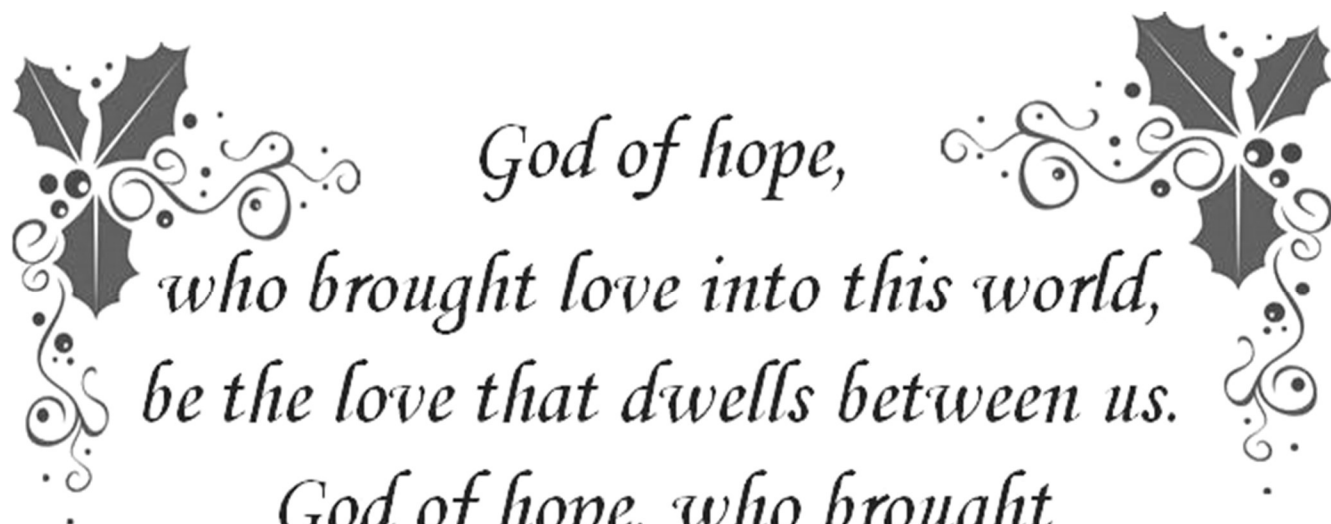 God of hope,
who brought love into this world,
be the love that dwells between us.
God of hope, who brought